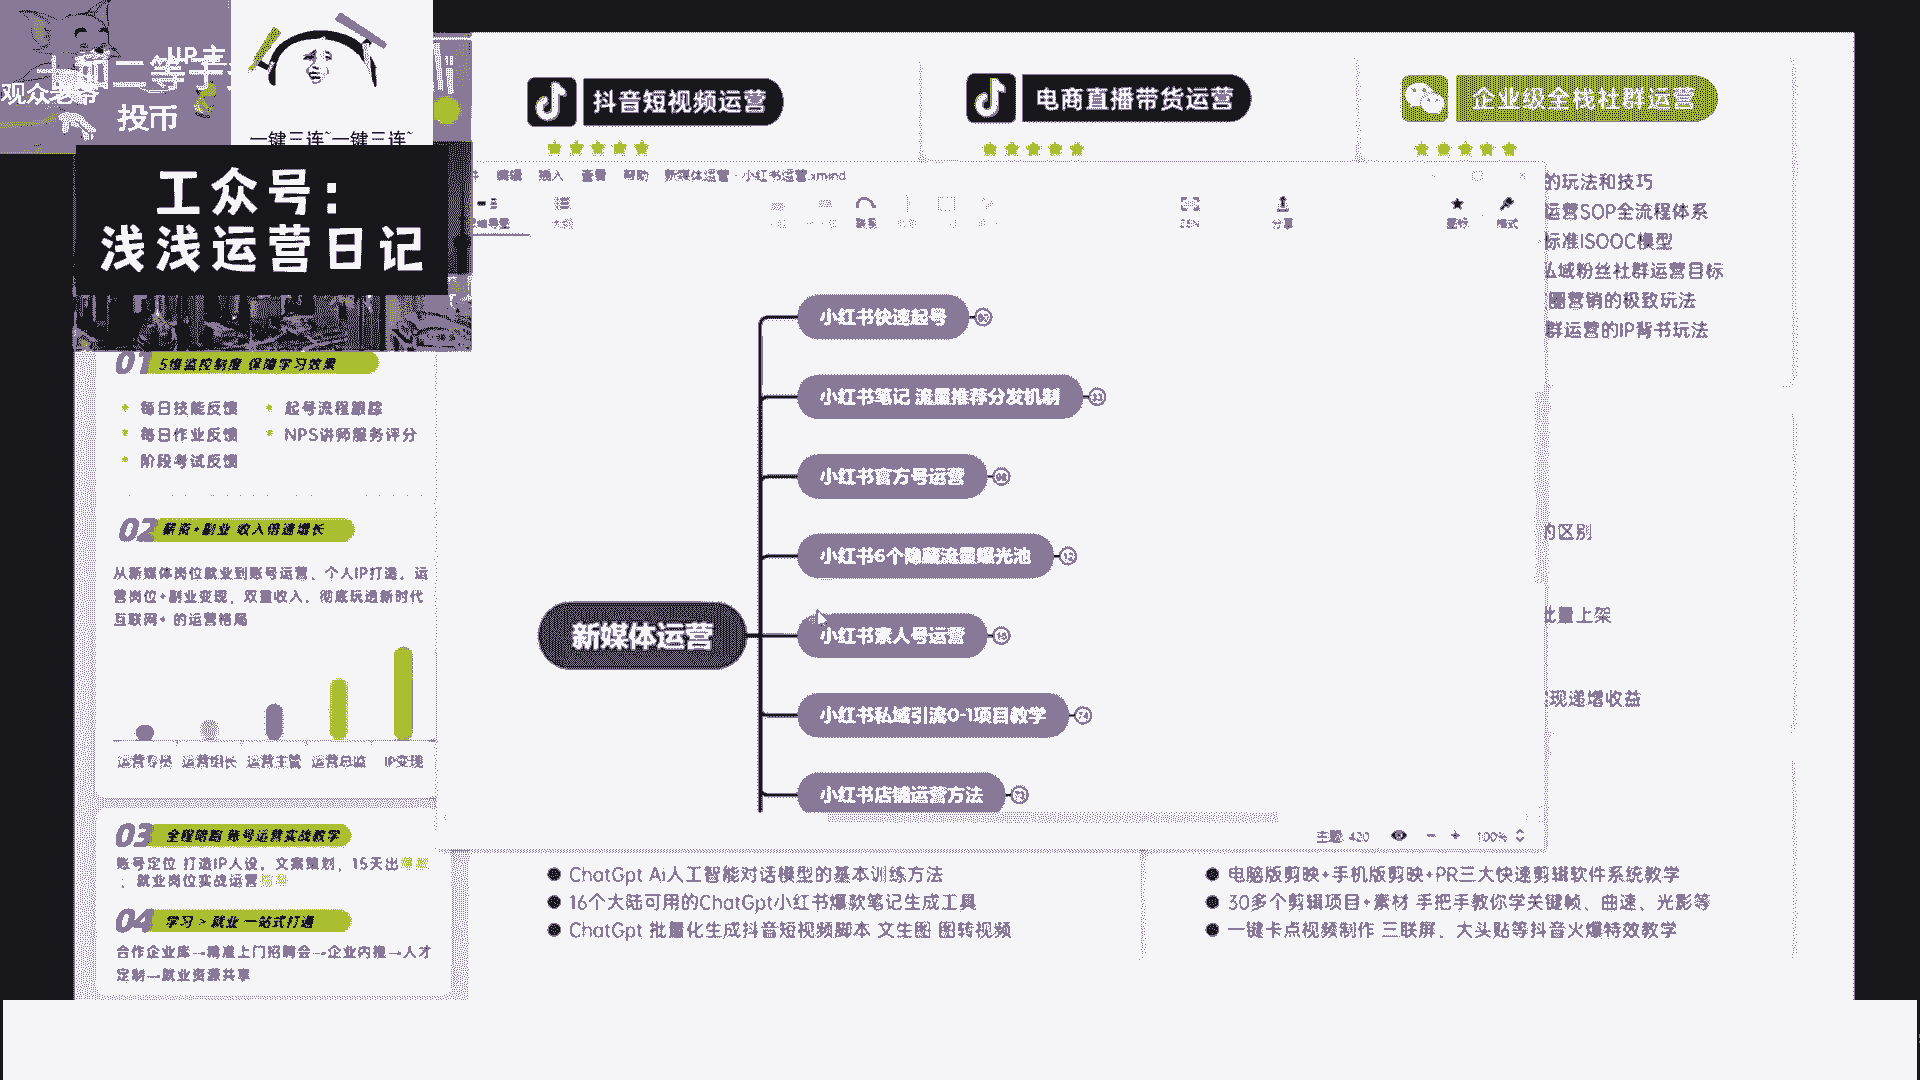 UP主
观众老爷
投币
一键三连~一键三连~
工众号：
浅浅运营日记
01 5维监控制度 保障学习效果
每日技能反馈
起号流程跟踪
每日作业反馈
NPS讲师服务评分
阶段考试反馈
02 薪资+副业 收入倍速增长
从新媒体岗位就业到账号运营、个人IP打造，运
营岗位+副业变现，双重收入，彻底玩透新时代
互联网+ 的运营格局
运营专员 运营组长 运营主管 运营总监 IP变现
03 全程陪跑 账号运营实战教学
账号定位 打造IP人设，文案策划，15天出爆款
，就业岗位实战运营
04 学习 > 就业 一站式打通
合作企业库→精准上门招聘会→企业内推→人才
定制→就业资源共享
抖音短视频运营
电商直播带货运营
企业级全栈社群运营
编辑 插入 查看 帮助 新媒体运营 - 小红书运营.xmind
大纲
联系
ZEN
分享
图标
格式
新媒体运营
小红书快速起号
小红书笔记 流量推荐分发机制
小红书官方号运营
小红书6个隐藏流量曝光池
小红书素人号运营
小红书私域引流0-1项目教学
小红书店铺运营方法
主题: 420
100%
的玩法和技巧
运营SOP全流程体系
标准ISOOC模型
私域粉丝社群运营目标
圈营销的极致玩法
群运营的IP背书玩法
的区别
批量上架
现递增收益
ChatGpt Ai人工智能对话模型的基本训练方法
16个大陆可用的ChatGpt小红书爆款笔记生成工具
ChatGpt 批量化生成抖音短视频脚本 文生图 图转视频
电脑版剪映+手机版剪映+PR三大快速剪辑软件系统教学
30多个剪辑项目+素材 手把手教你学关键帧、曲速、光影等
一键卡点视频制作 三联屏、大头贴等抖音火爆特效教学